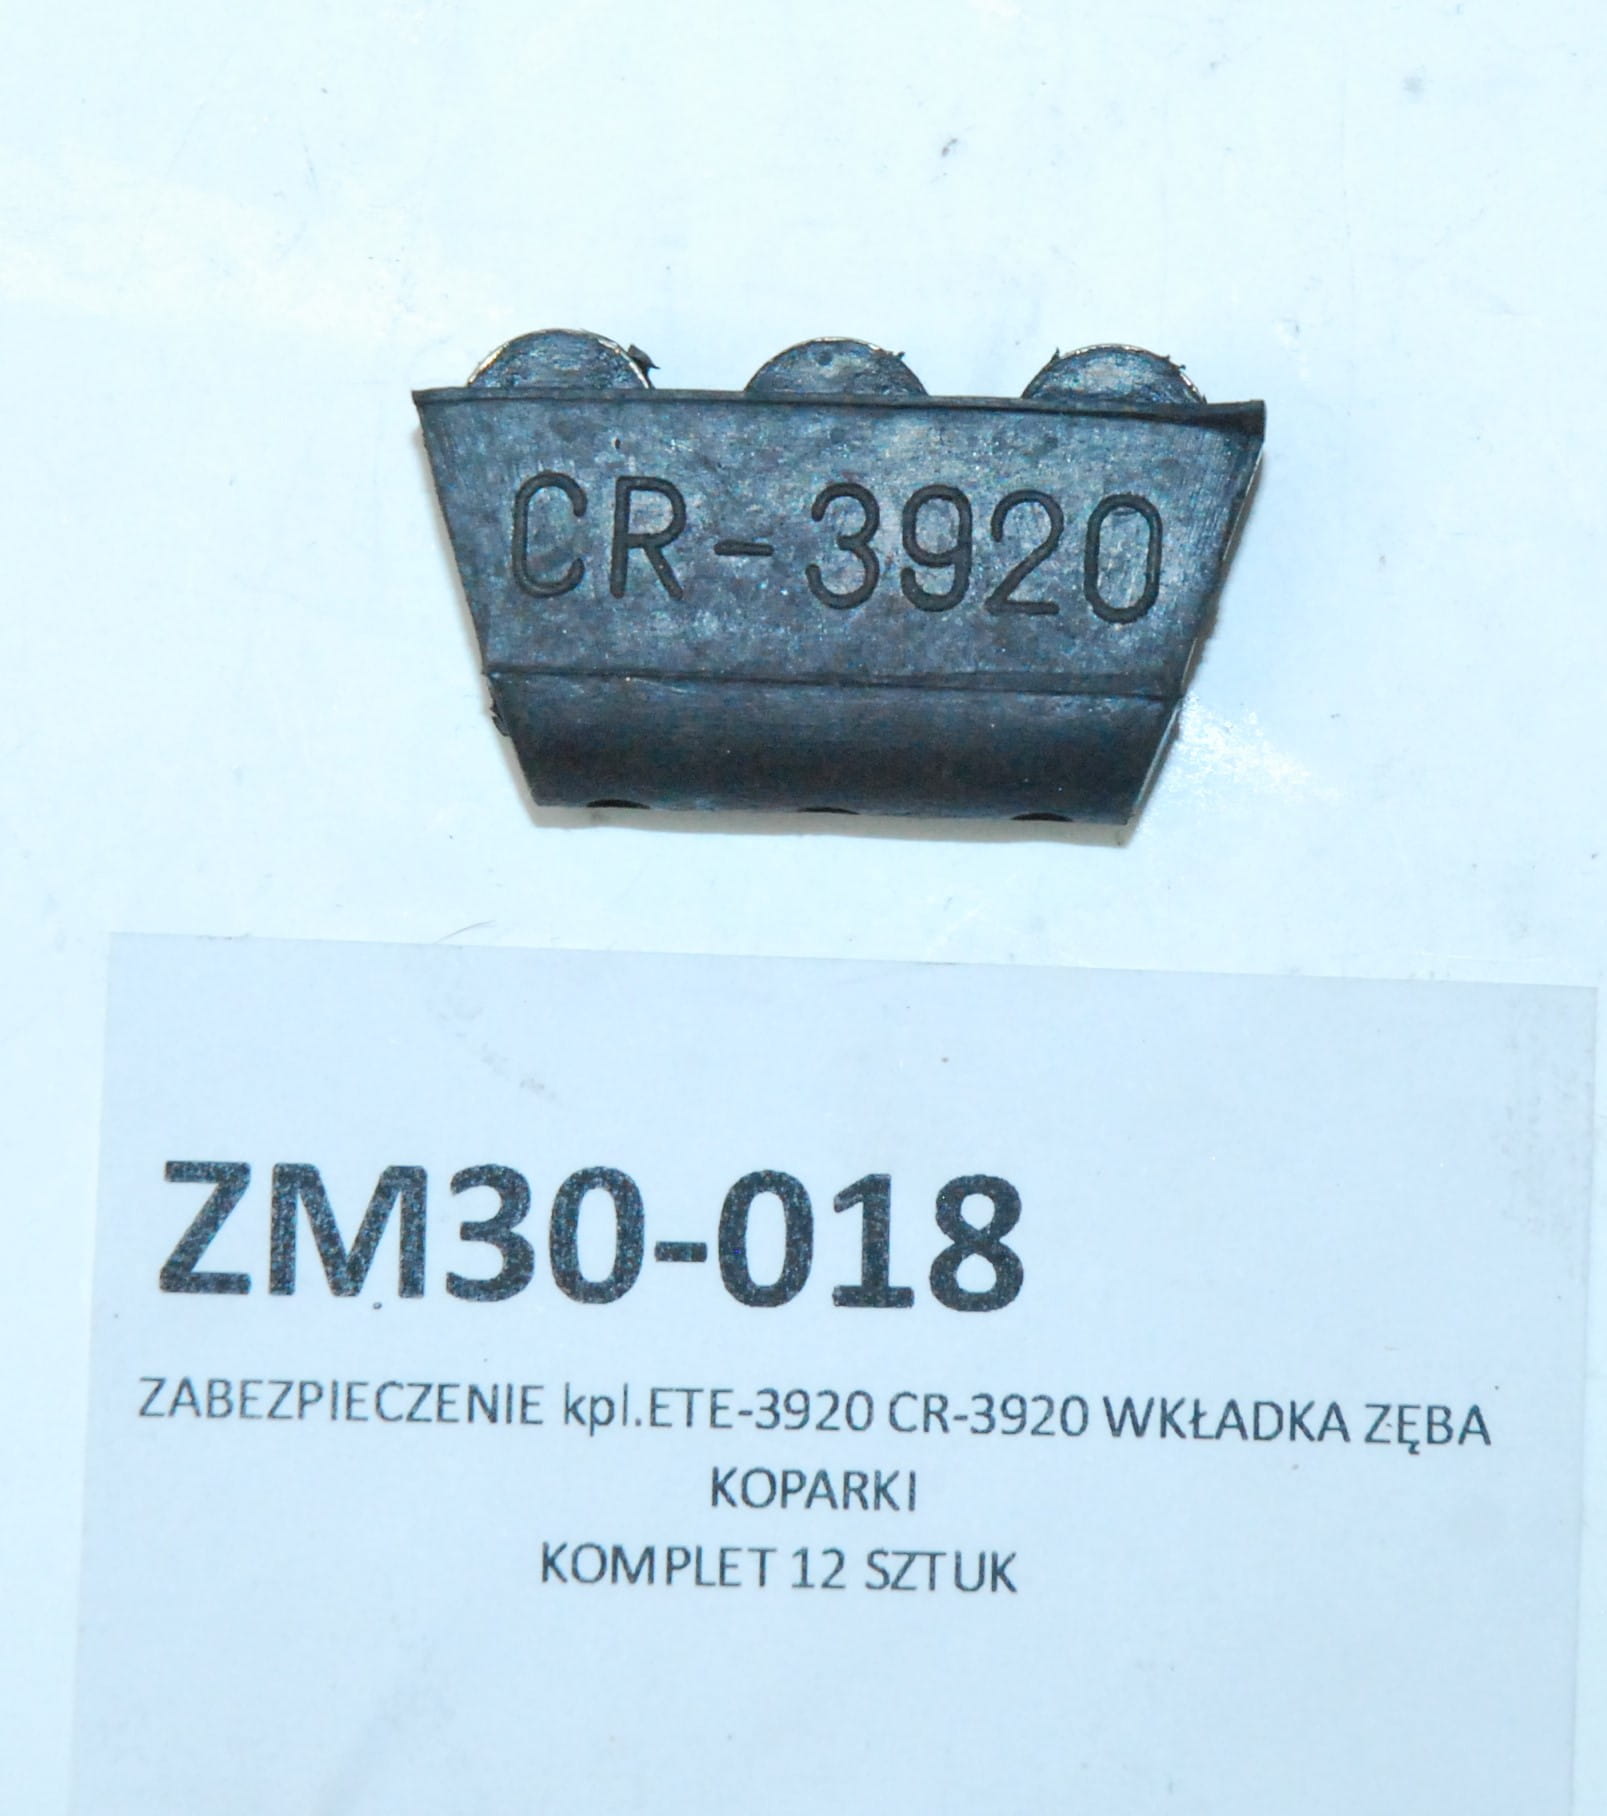 CR-3920
ZM30-018
ZABEZPIECZENIE kpl.ETE-3920 CR-3920 WKŁADKA ZĘBA
KOPARKI
KOMPLET 12 SZTUK